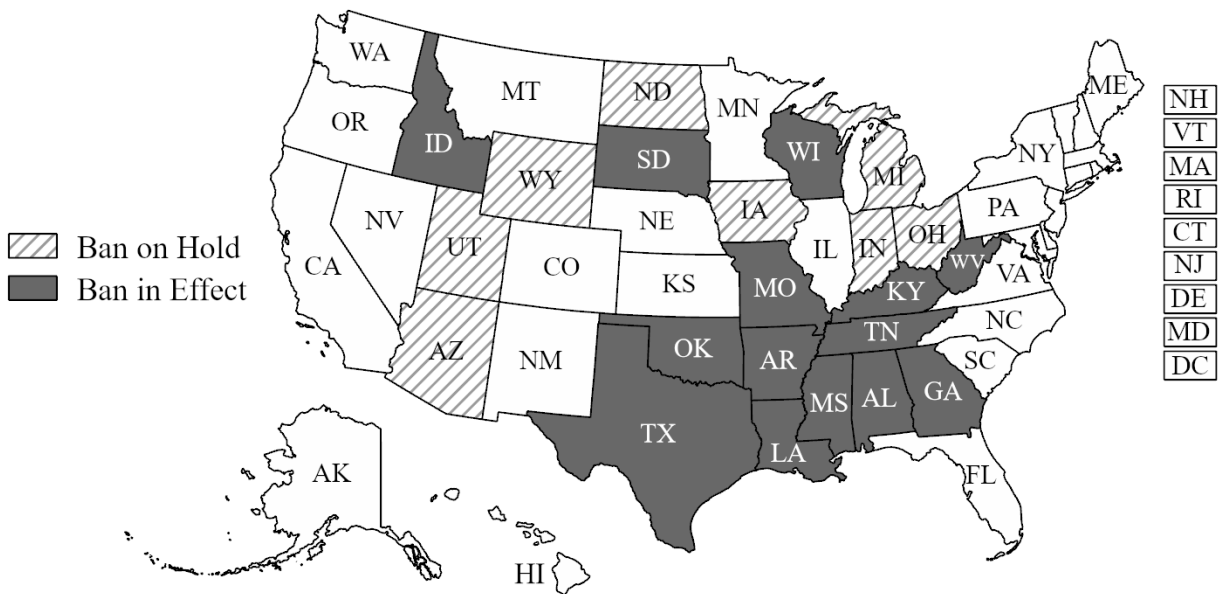 WA
MT
ND
MN
ME
NH
OR
ID
SD
WI
NY
VT
WY
MI
MA
RI
NV
NE
IA
PA
CT
Ban on Hold
UT
CO
IL
IN
OH
WV
NJ
Ban in Effect
CA
KS
MO
KY
VA
DE
AZ
NM
OK
AR
TN
NC
MD
SC
DC
TX
MS
AL
GA
LA
FL
AK
HI